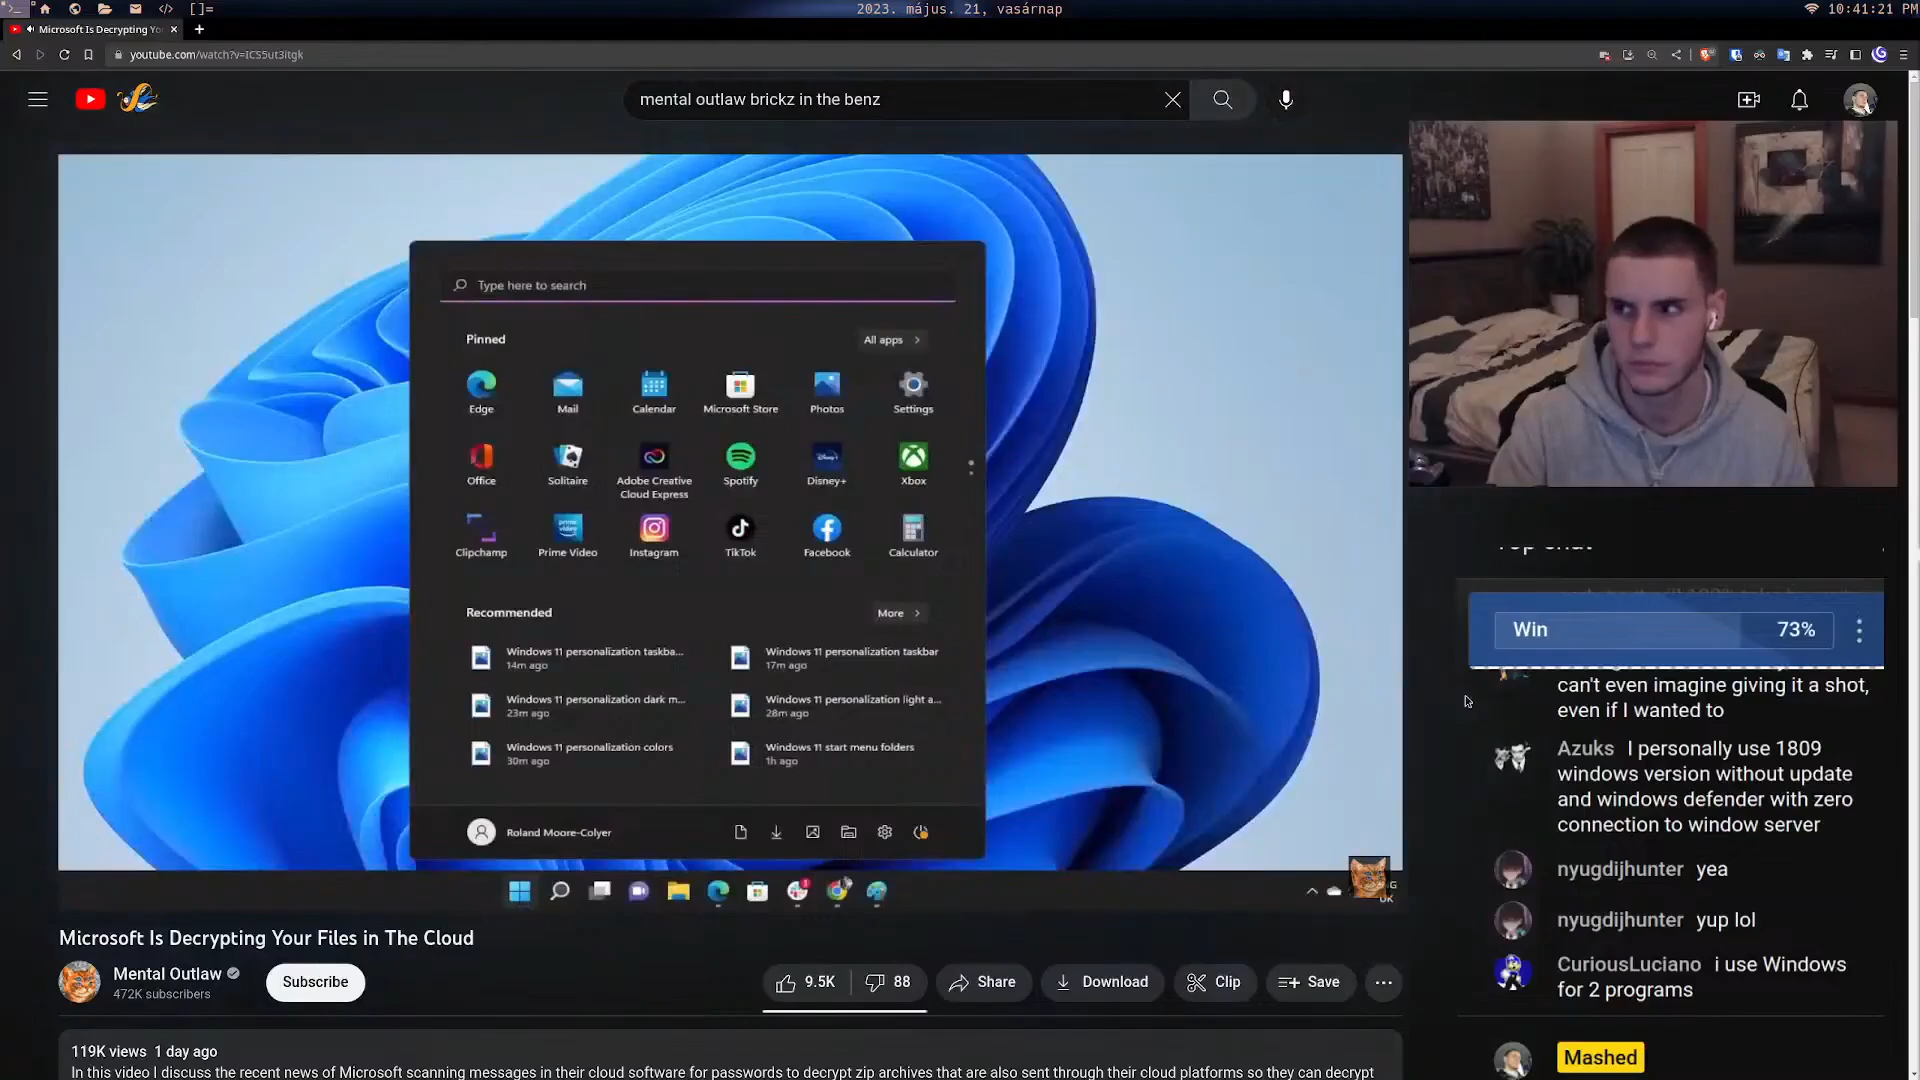 []=
2023. május. 21, vasárnap
10:41:21 PM
Microsoft Is Decrypting Yo
youtube.com/watch?v=ICS5ut3itgk
mental outlaw brickz in the benz
Type here to search
Pinned
All apps
Edge
Mail
Calendar
Microsoft Store
Photos
Settings
Office
Solitaire
Adobe Creative
Cloud Express
Spotify
Disney+
Xbox
Clipchamp
Prime Video
Instagram
TikTok
Facebook
Calculator
Recommended
More
Windows 11 personalization taskba...
14m ago
Windows 11 personalization taskbar
17m ago
Windows 11 personalization dark m...
23m ago
Windows 11 personalization light a...
28m ago
Windows 11 personalization colors
30m ago
Windows 11 start menu folders
1h ago
Roland Moore-Colyer
UK
Win
73%
can't even imagine giving it a shot,
even if I wanted to
Azuks I personally use 1809
windows version without update
and windows defender with zero
connection to window server
nyugdijhunter yea
nyugdijhunter yup lol
CuriousLuciano i use Windows
for 2 programs
Mashed
Microsoft Is Decrypting Your Files in The Cloud
Mental Outlaw
472K subscribers
Subscribe
9.5K
88
Share
Download
Clip
Save
119K views 1 day ago
In this video I discuss the recent news of Microsoft scanning messages in their cloud software for passwords to decrypt zip archives that are also sent through their cloud platforms so they can decrypt